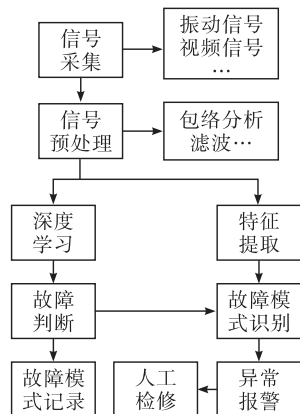 信号
采集
振动信号
视频信号
…
信号
预处理
包络分析
滤波…
深度
学习
特征
提取
故障
判断
故障模
式识别
故障模
式记录
人工
检修
异常
报警